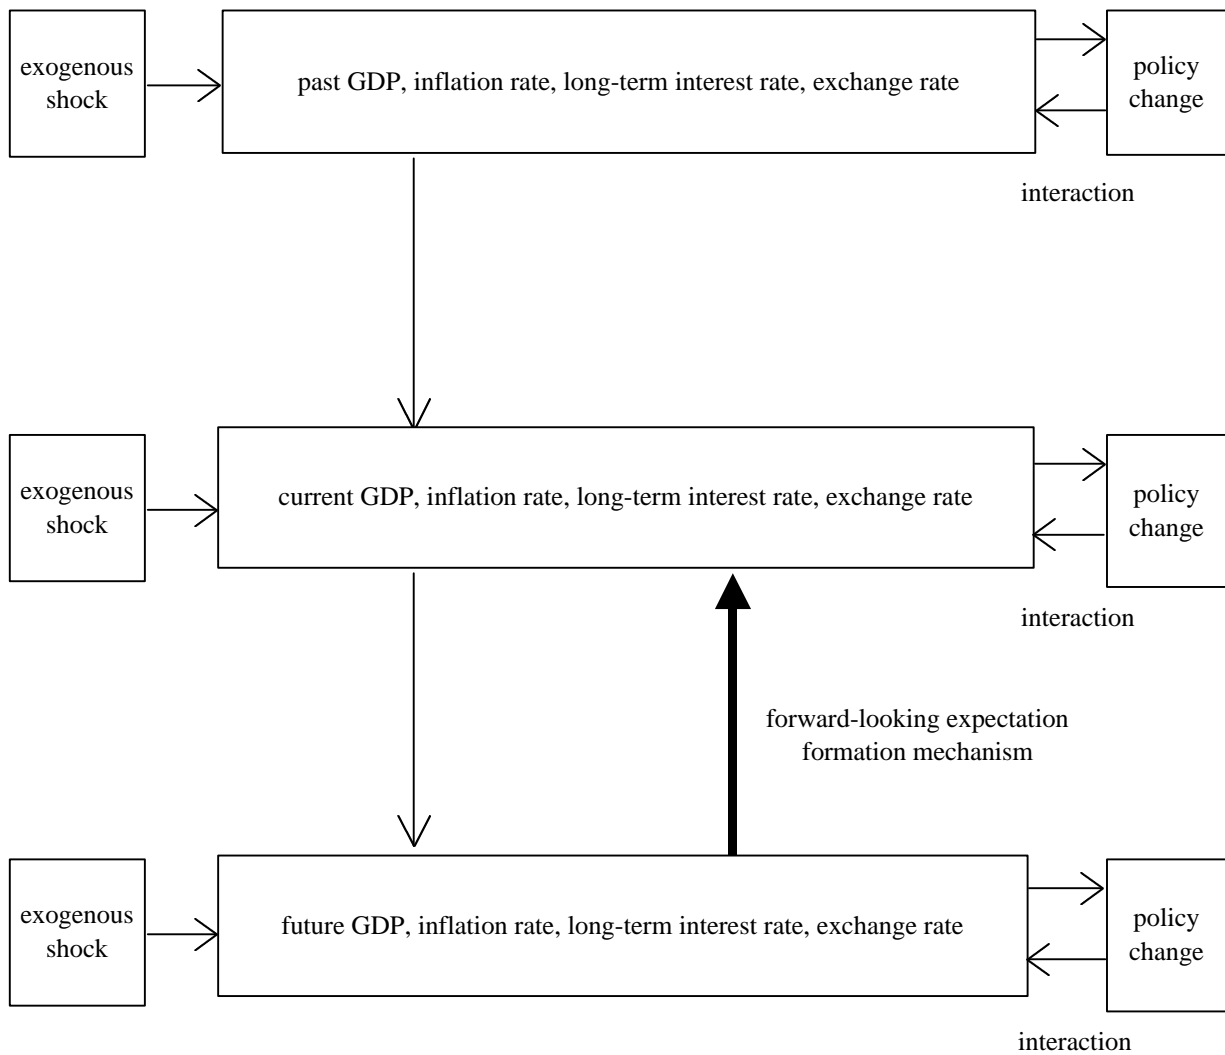 exogenous
shock
past GDP, inflation rate, long-term interest rate, exchange rate
policy
change
interaction
exogenous
shock
current GDP, inflation rate, long-term interest rate, exchange rate
policy
change
interaction
forward-looking expectation
formation mechanism
exogenous
shock
future GDP, inflation rate, long-term interest rate, exchange rate
policy
change
interaction